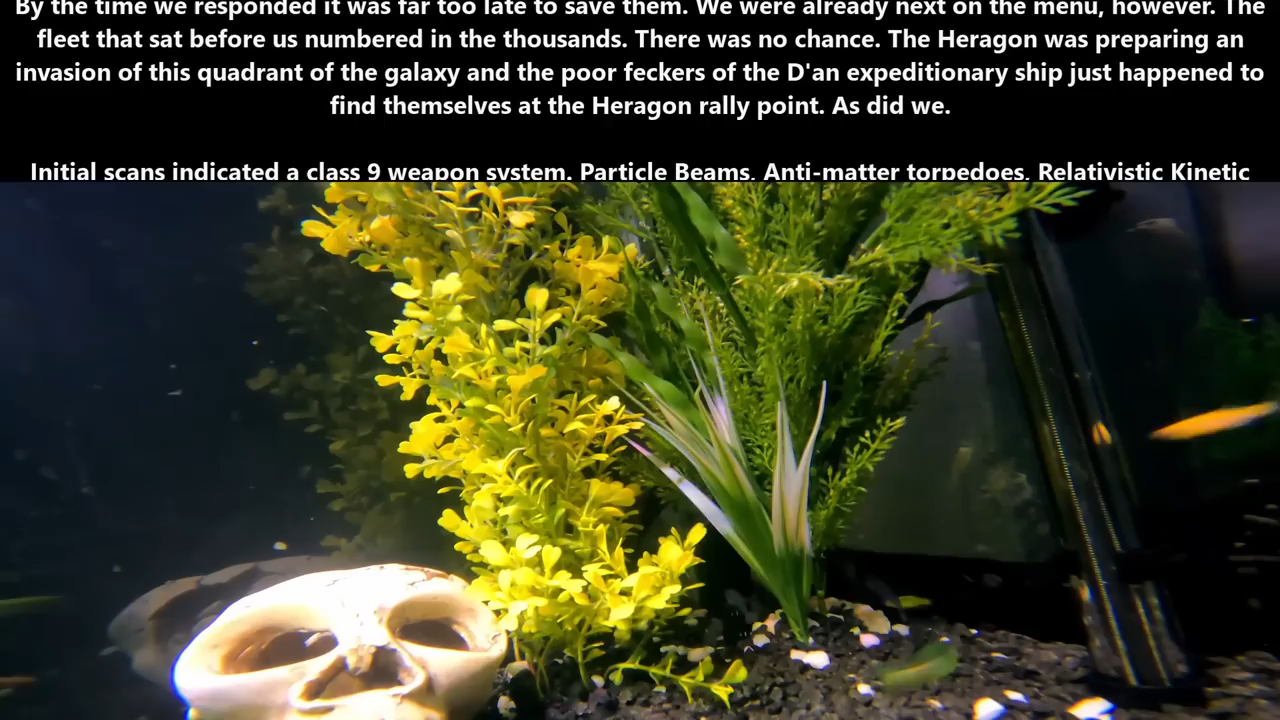 By the time we responded it was far too late to save them. We were already next on the menu, however. The
fleet that sat before us numbered in the thousands. There was no chance. The Heragon was preparing an
invasion of this quadrant of the galaxy and the poor feckers of the D'an expeditionary ship just happened to
find themselves at the Heragon rally point. As did we.
Initial scans indicated a class 9 weapon system. Particle Beams, Anti-matter torpedoes, Relativistic Kinetic